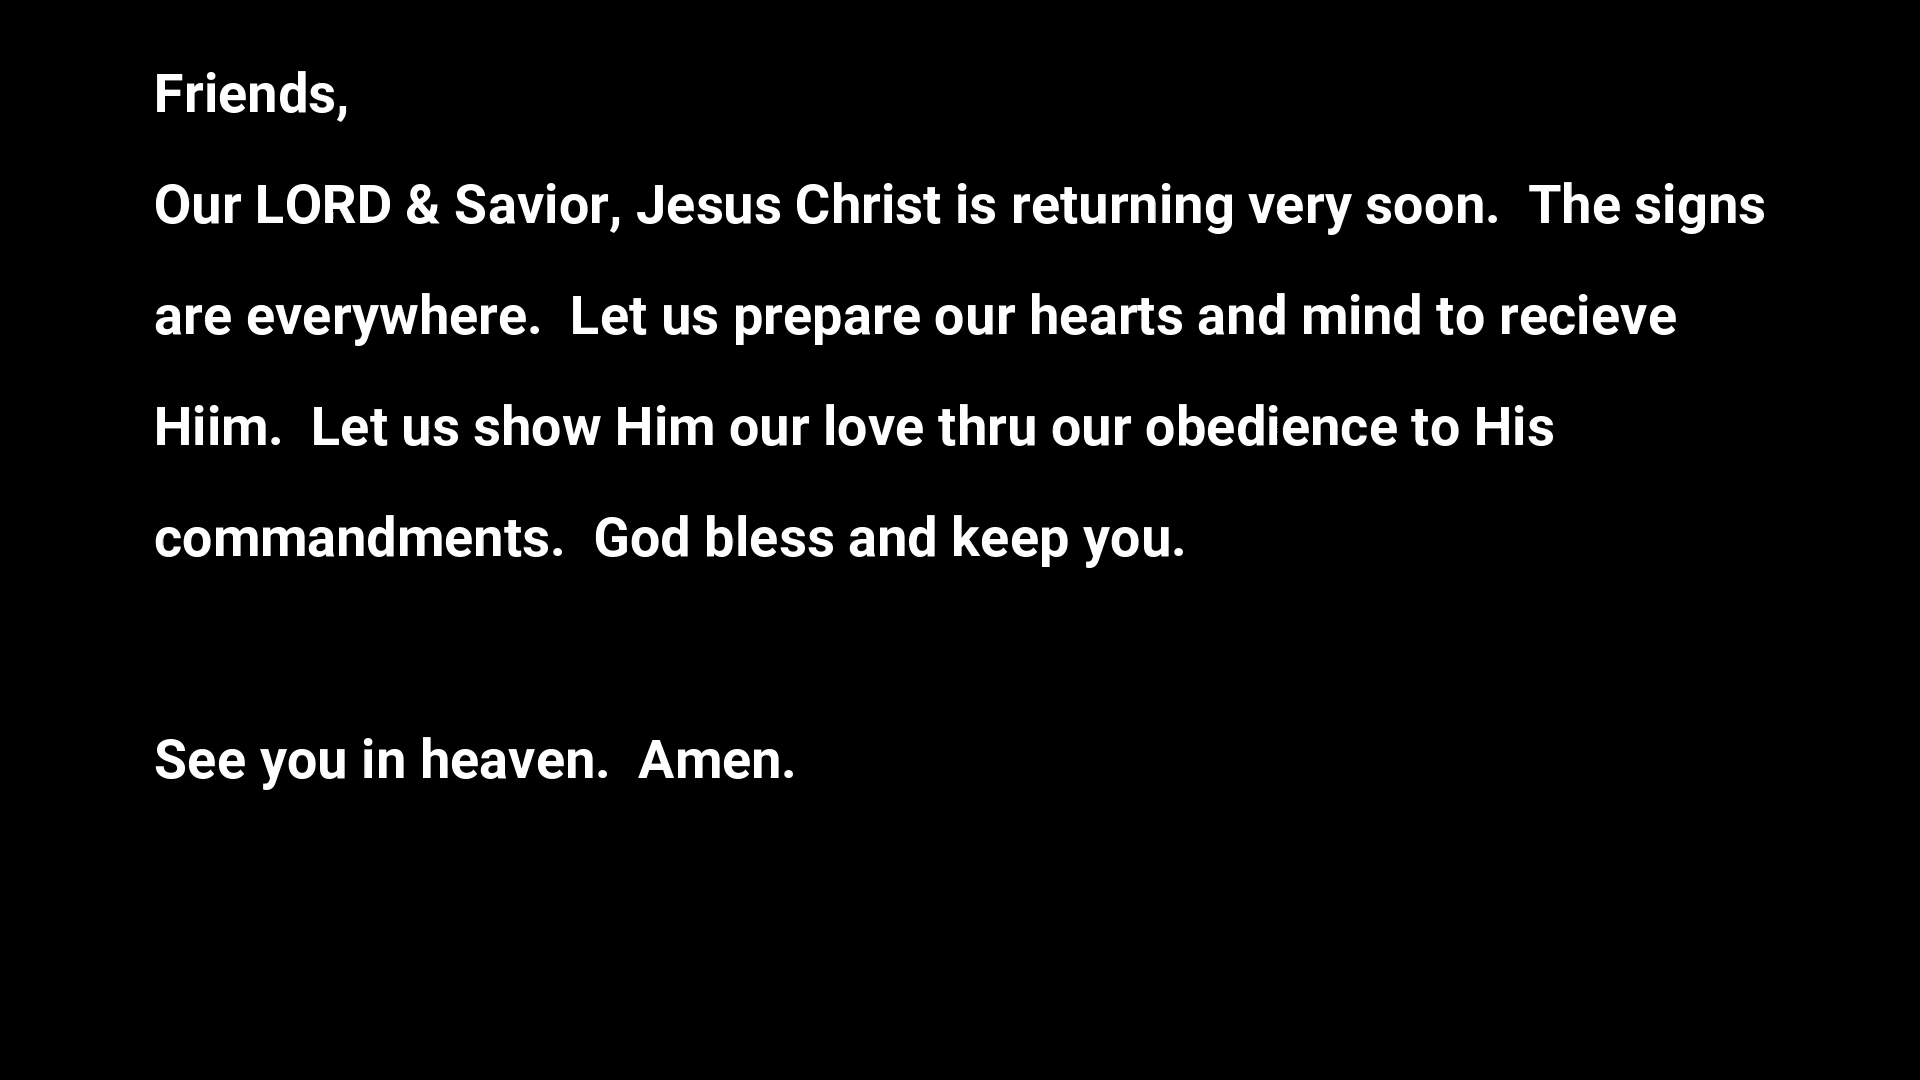 Friends,
Our LORD & Savior, Jesus Christ is returning very soon.  The signs
are everywhere.  Let us prepare our hearts and mind to recieve
Hiim.  Let us show Him our love thru our obedience to His
commandments.  God bless and keep you.
See you in heaven.  Amen.